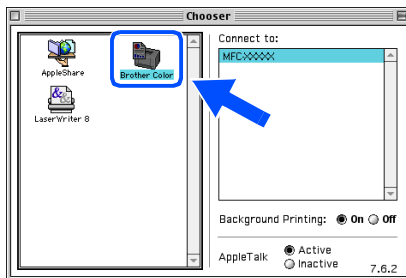 Chooser
AppleShare
Brother Color
LaserWriter 8
Connect to:
MFC-XXXXX
Background Printing: On Off
AppleTalk
Active
Inactive
7.6.2